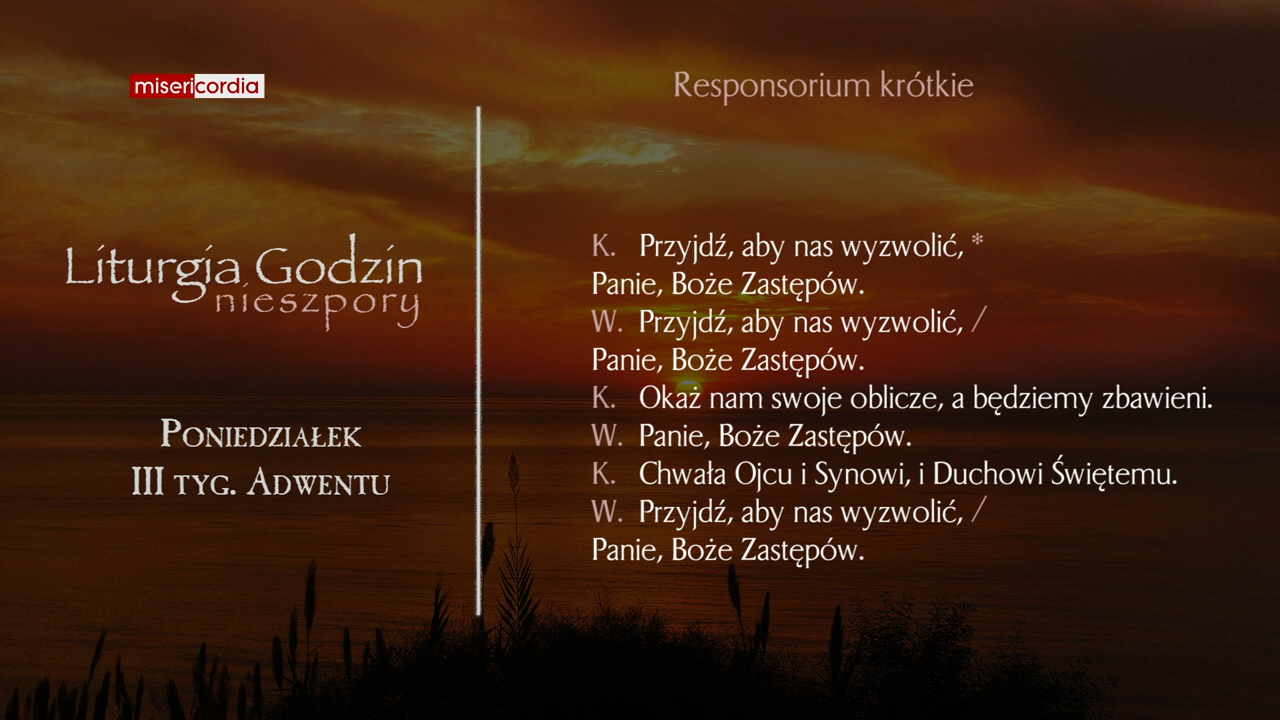 misericordia
Liturgia Godzin
nieszpory
Poniedziałek
III tyg. Adwentu
Responsorium krótkie
K. Przyjdź, aby nas wyzwolić, *
Panie, Boże Zastępów.
W. Przyjdź, aby nas wyzwolić, /
Panie, Boże Zastępów.
K. Okaż nam swoje oblicze, a będziemy zbawieni.
W. Panie, Boże Zastępów.
K. Chwała Ojcu i Synowi, i Duchowi Świętemu.
W. Przyjdź, aby nas wyzwolić, /
Panie, Boże Zastępów.